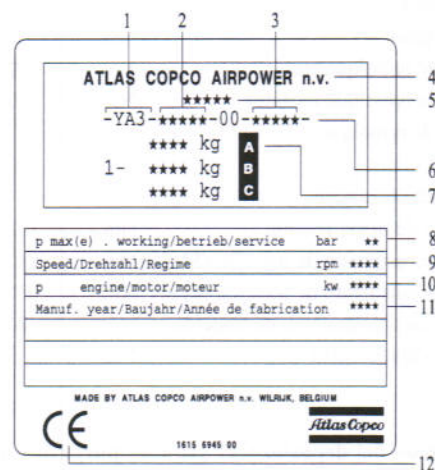 1 2 3
ATLAS COPCO AIRPOWER n.v. 4
***** 5
-YA3-*****-00-*****- 6
**** kg A 7
1- **** kg B
**** kg C
p max(e) . working/betrieb/service bar ** 8
Speed/Drehzahl/Regime rpm **** 9
p engine/motor/moteur kw **** 10
Manuf. year/Baujahr/Année de fabrication **** 11
MADE BY ATLAS COPCO AIRPOWER n.v. WILRIJK, BELGIUM
CE Atlas Copco
1615 6945 00
12